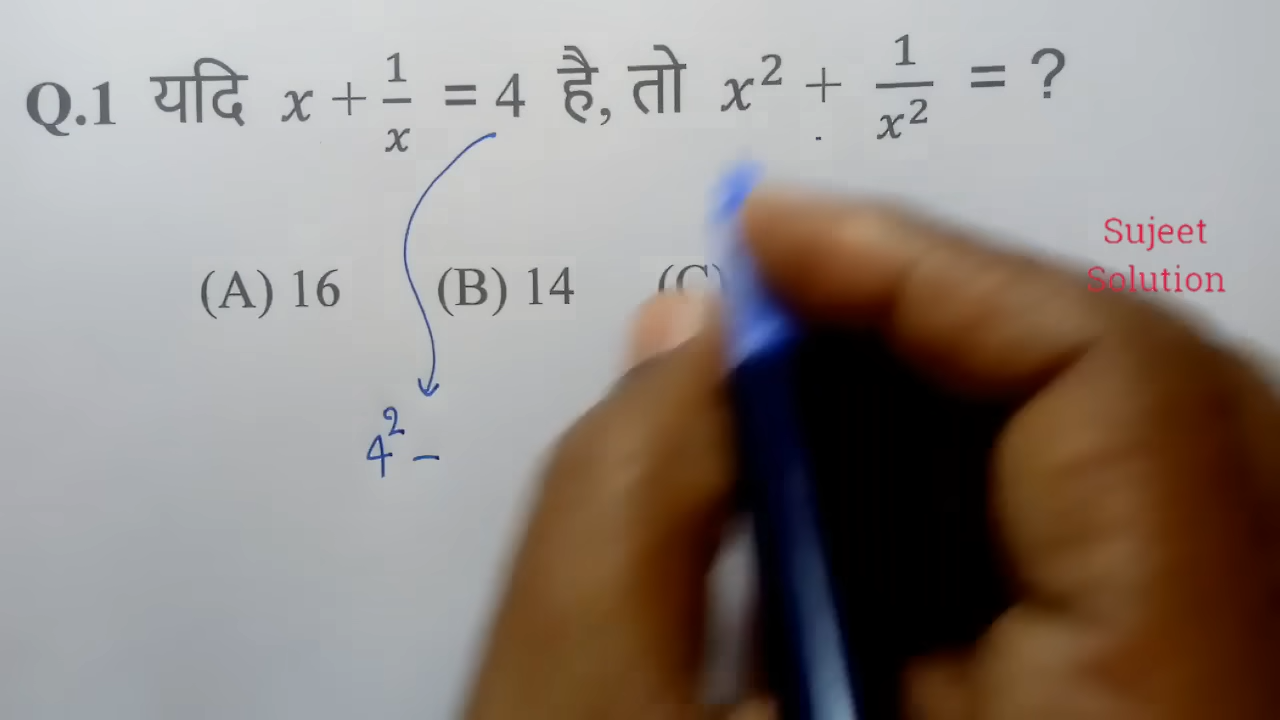 Q.1 यदि x + 1/x = 4 है, तो x² + 1/x² = ?
Sujeet
Solution
(A) 16 (B) 14 (C)
4² –